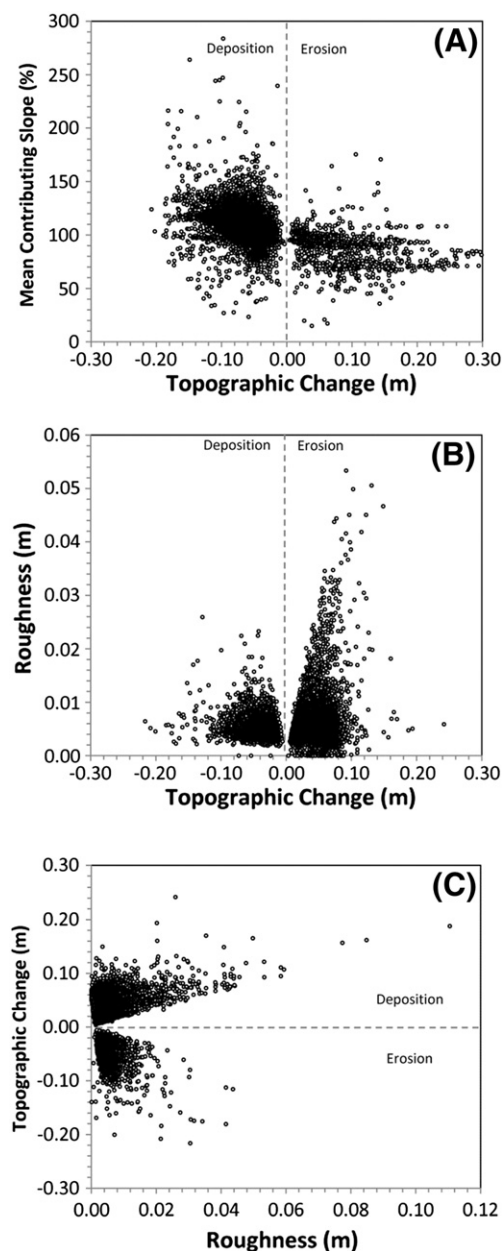 (A)
Deposition Erosion
Mean Contributing Slope (%)
300
250
200
150
100
50
0
-0.30 -0.20 -0.10 0.00 0.10 0.20 0.30
Topographic Change (m)
(B)
Deposition Erosion
Roughness (m)
0.06
0.05
0.04
0.03
0.02
0.01
0.00
-0.30 -0.20 -0.10 0.00 0.10 0.20 0.30
Topographic Change (m)
(C)
Topographic Change (m)
0.30
0.20
0.10
0.00
-0.10
-0.20
-0.30
Deposition
Erosion
0.00 0.02 0.04 0.06 0.08 0.10 0.12
Roughness (m)